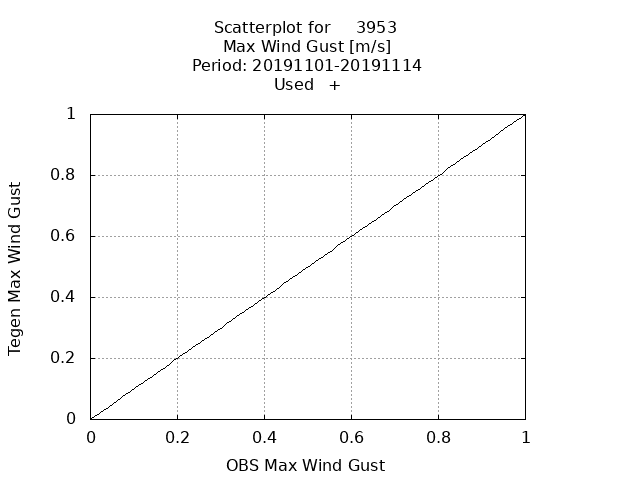 Scatterplot for 3953
Max Wind Gust [m/s]
Period: 20191101-20191114
Used +
1
0.8
0.6
0.4
0.2
0
Tegen Max Wind Gust
0 0.2 0.4 0.6 0.8 1
OBS Max Wind Gust